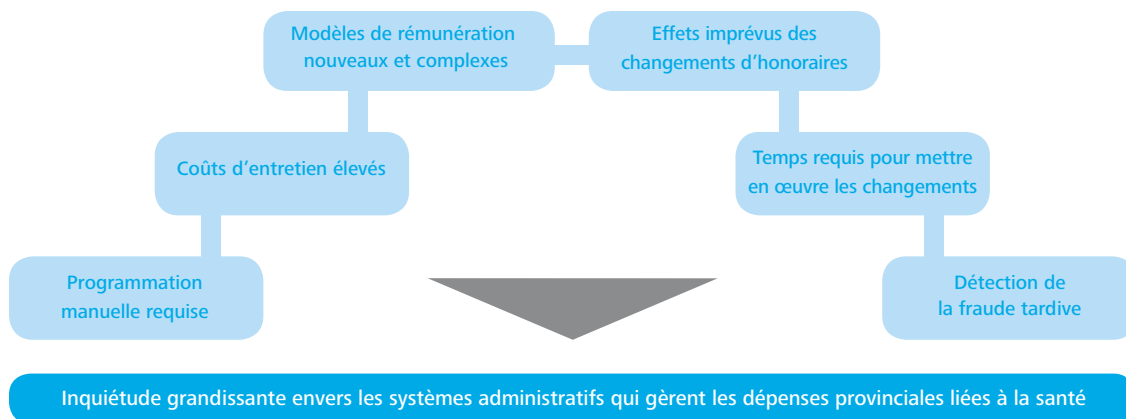 Modèles de rémunération
nouveaux et complexes
Effets imprévus des
changements d’honoraires
Coûts d’entretien élevés
Temps requis pour mettre
en œuvre les changements
Programmation
manuelle requise
Détection de
la fraude tardive
Inquiétude grandissante envers les systèmes administratifs qui gèrent les dépenses provinciales liées à la santé